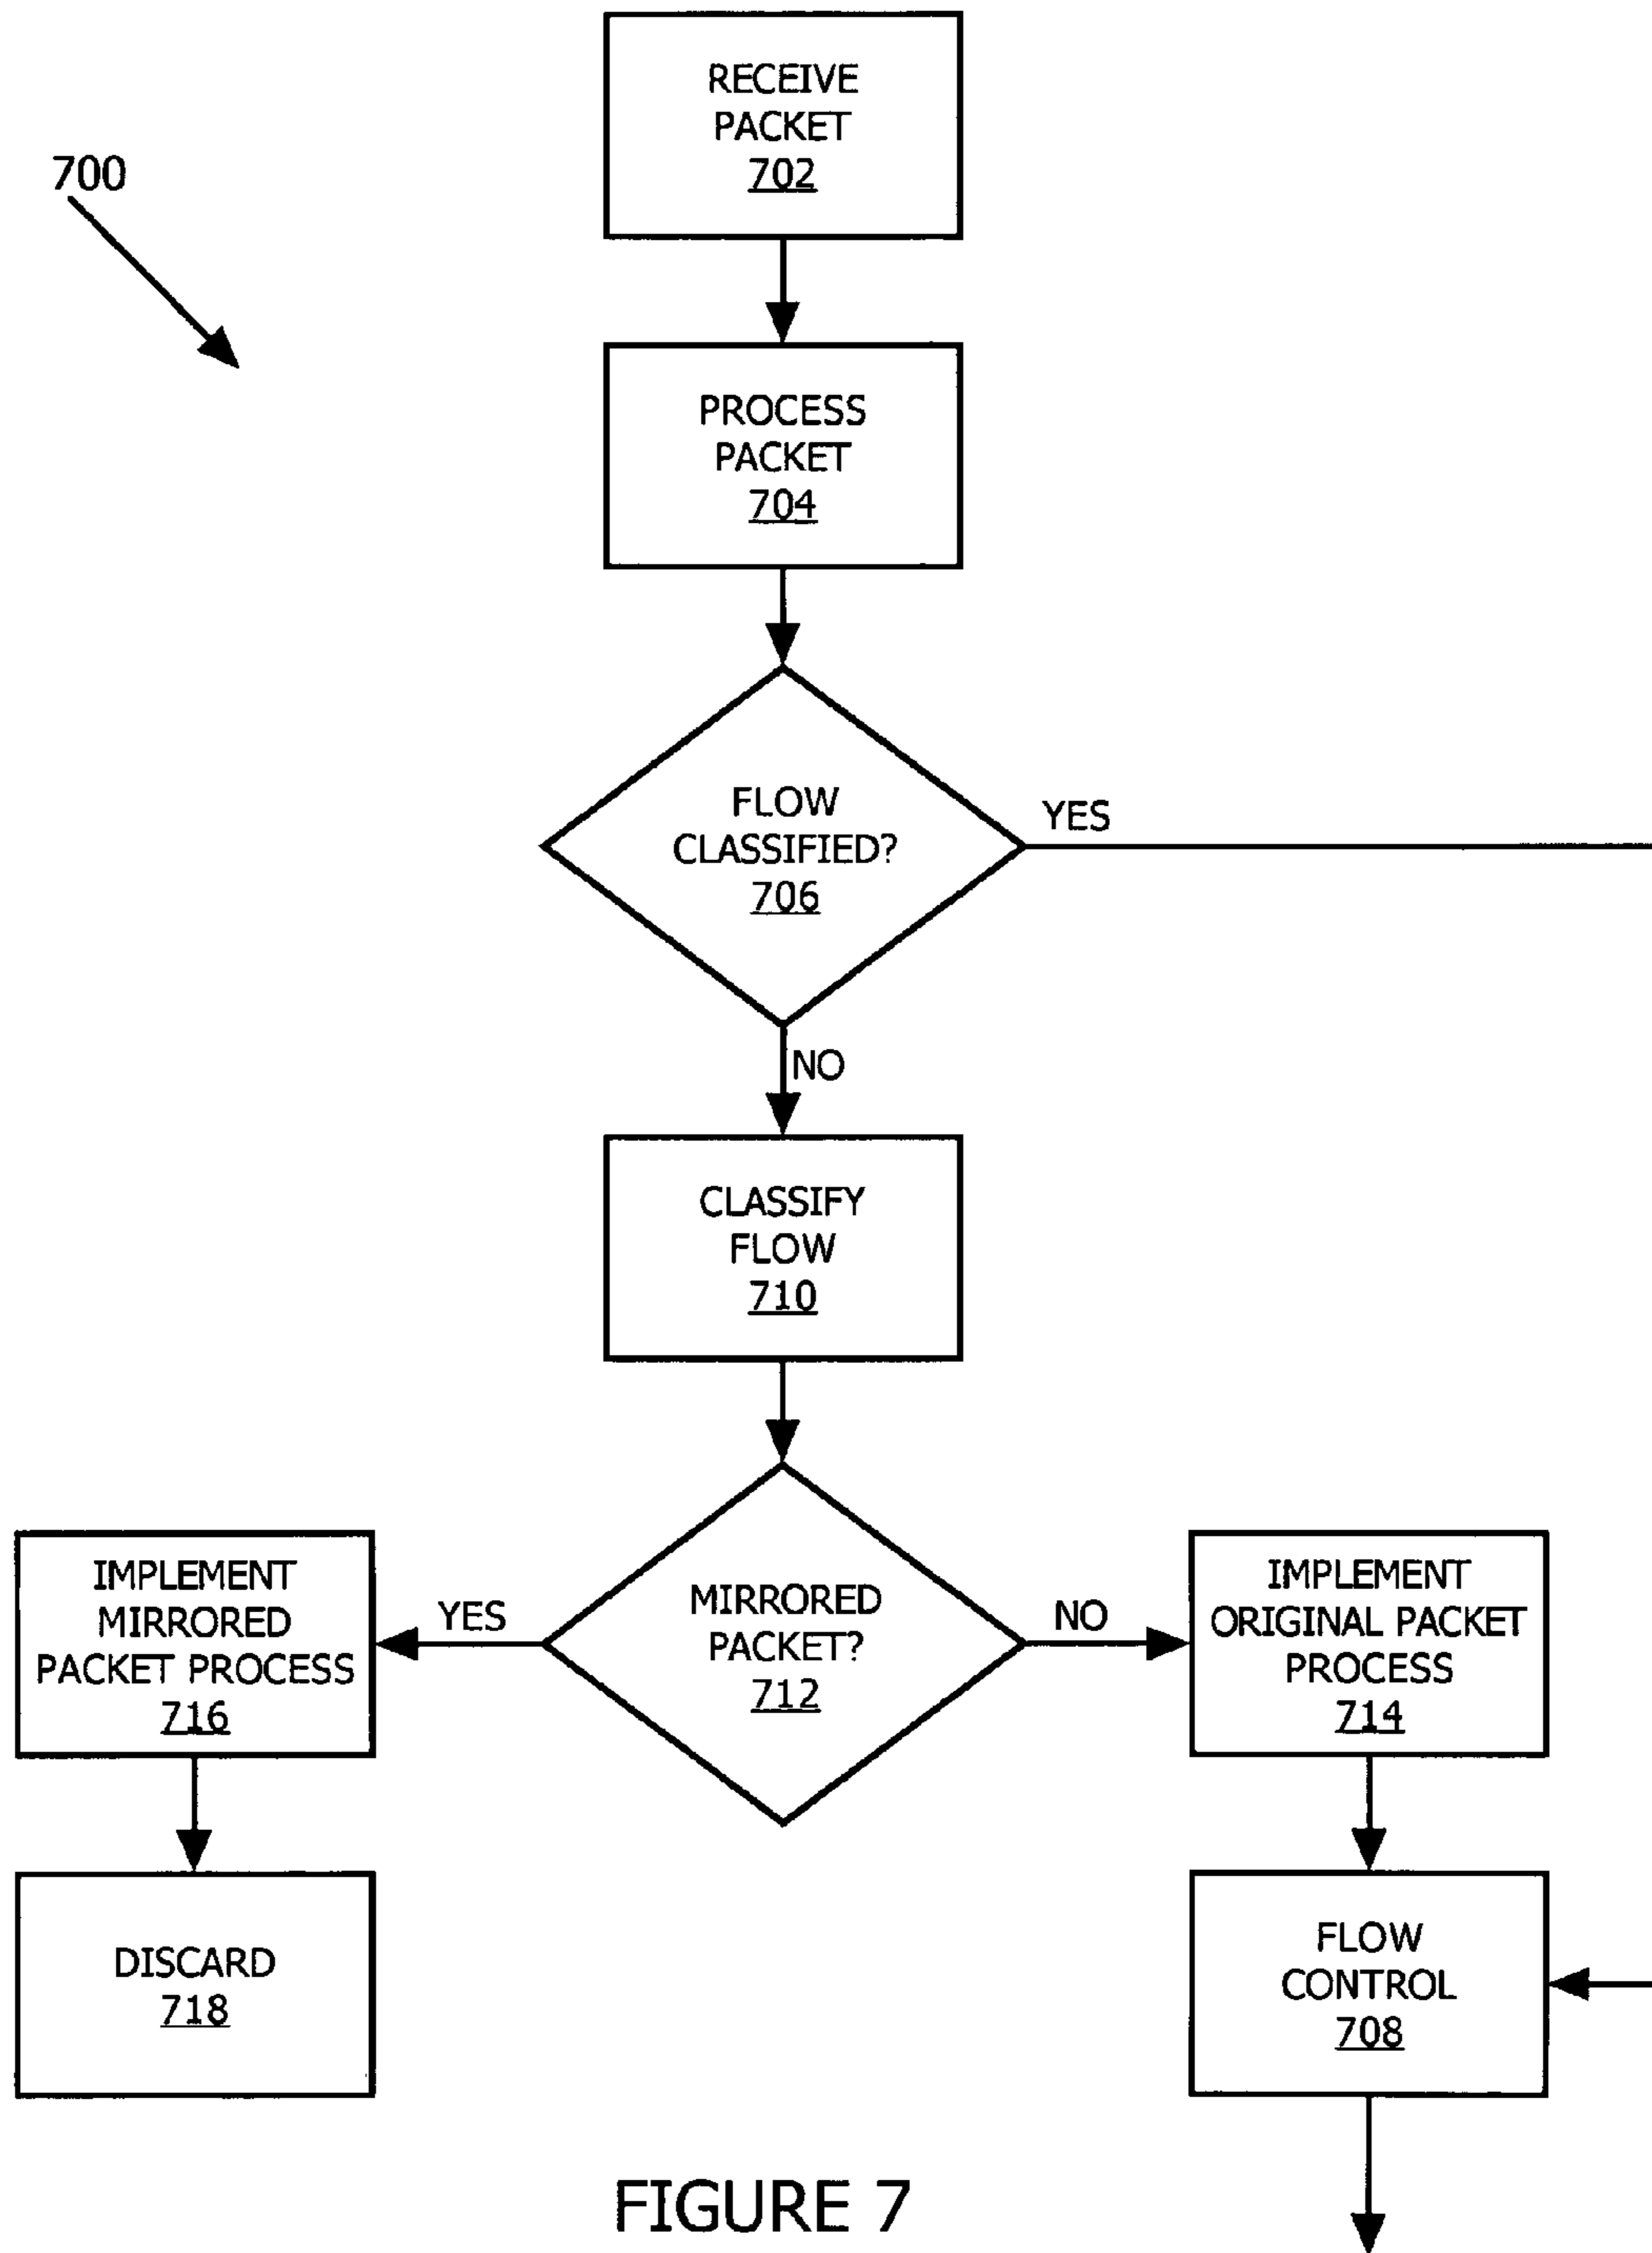 700
RECEIVE
PACKET
702
PROCESS
PACKET
704
FLOW
CLASSIFIED?
706
YES
NO
CLASSIFY
FLOW
710
MIRRORED
PACKET?
712
YES
NO
IMPLEMENT
MIRRORED
PACKET PROCESS
716
IMPLEMENT
ORIGINAL PACKET
PROCESS
714
DISCARD
718
FLOW
CONTROL
708
FIGURE 7